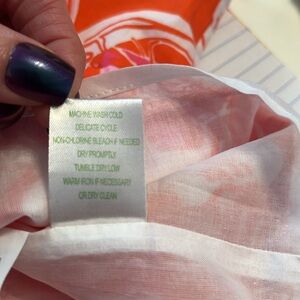 MACHINE WASH COLD
DELICATE CYCLE
NON-CHLORINE BLEACH IF NEEDED
DRY PROMPTLY
TUMBLE DRY LOW
WARM IRON IF NECESSARY
OR DRY CLEAN